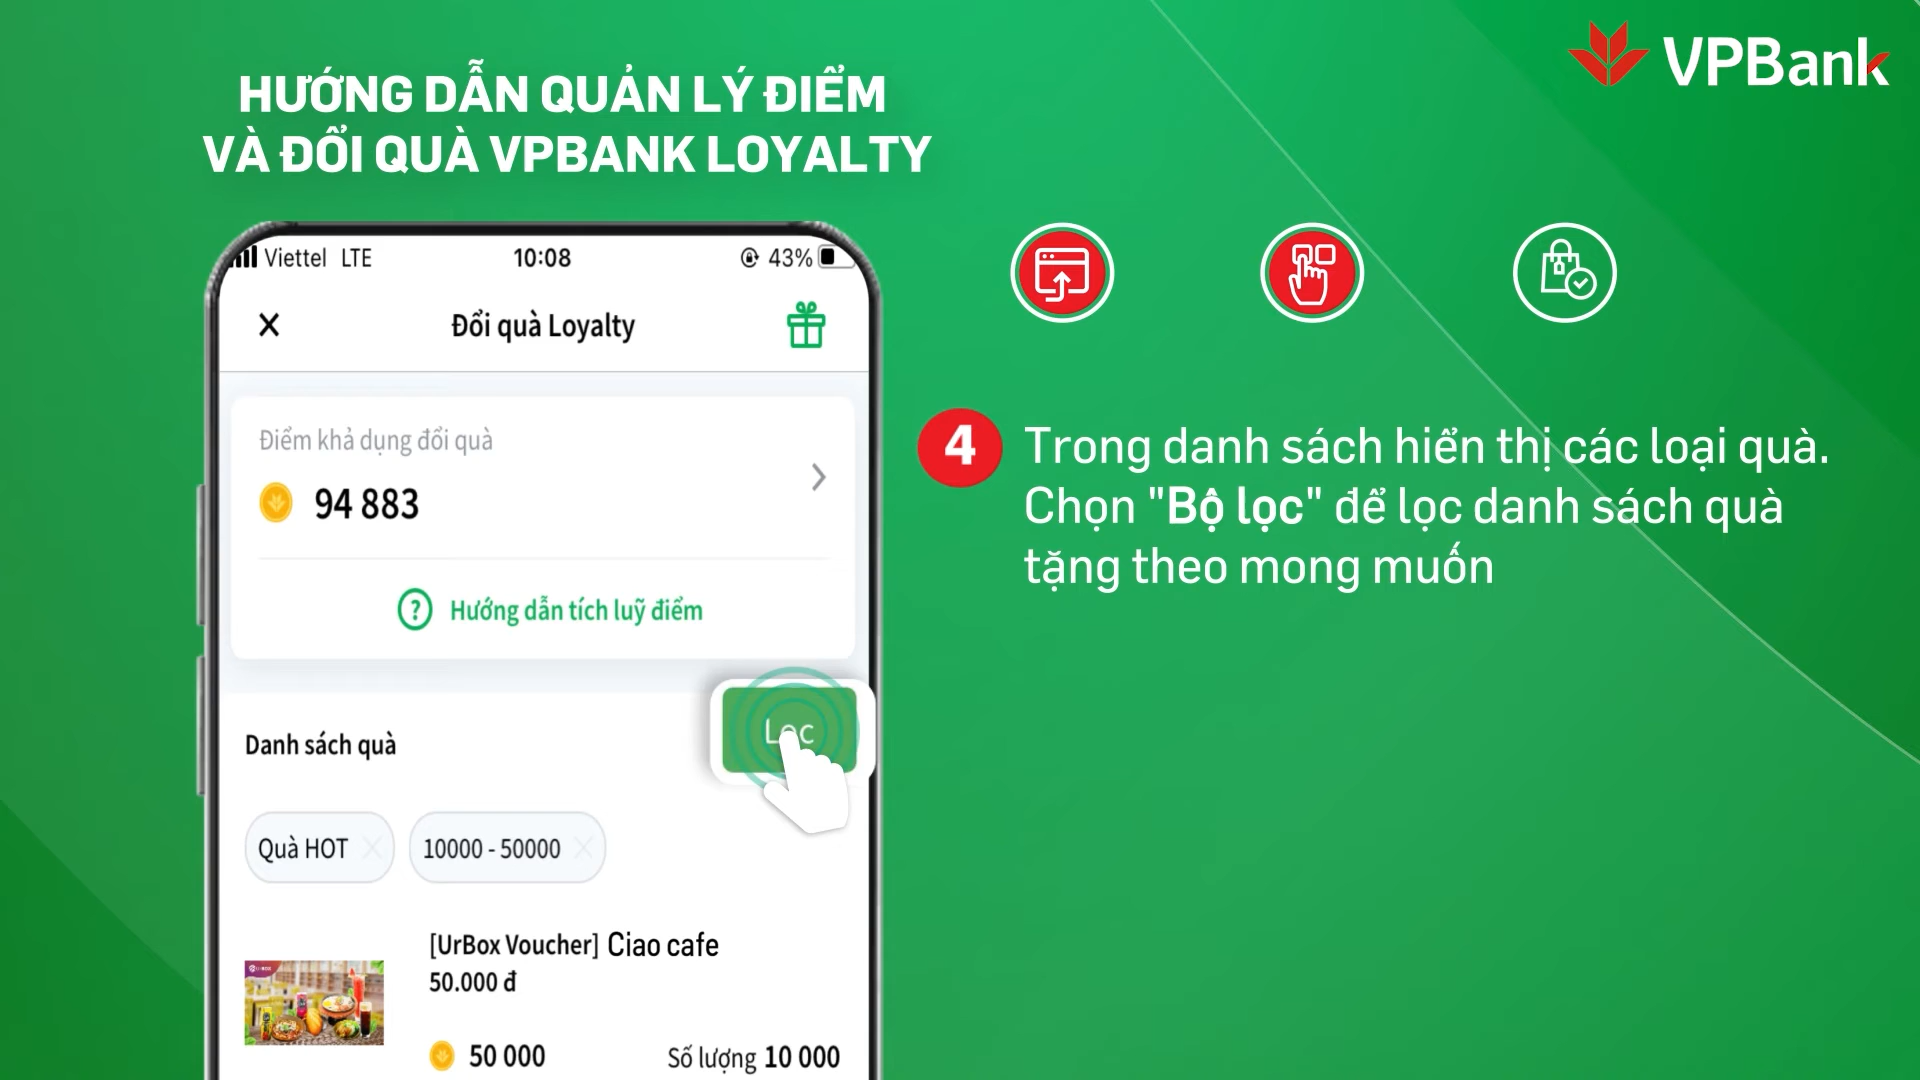 VPBank
HƯỚNG DẪN QUẢN LÝ ĐIỂM
VÀ ĐỔI QUÀ VPBANK LOYALTY
Viettel LTE
10:08
43%
Đổi quà Loyalty
Điểm khả dụng đổi quà
94 883
? Hướng dẫn tích luỹ điểm
Danh sách quà
Lọc
Quà HOT
10000 - 50000
[UrBox Voucher] Ciao cafe
50.000 đ
50 000
Số lượng 10 000
4
Trong danh sách hiển thị các loại quà.
Chọn "Bộ lọc" để lọc danh sách quà
tặng theo mong muốn